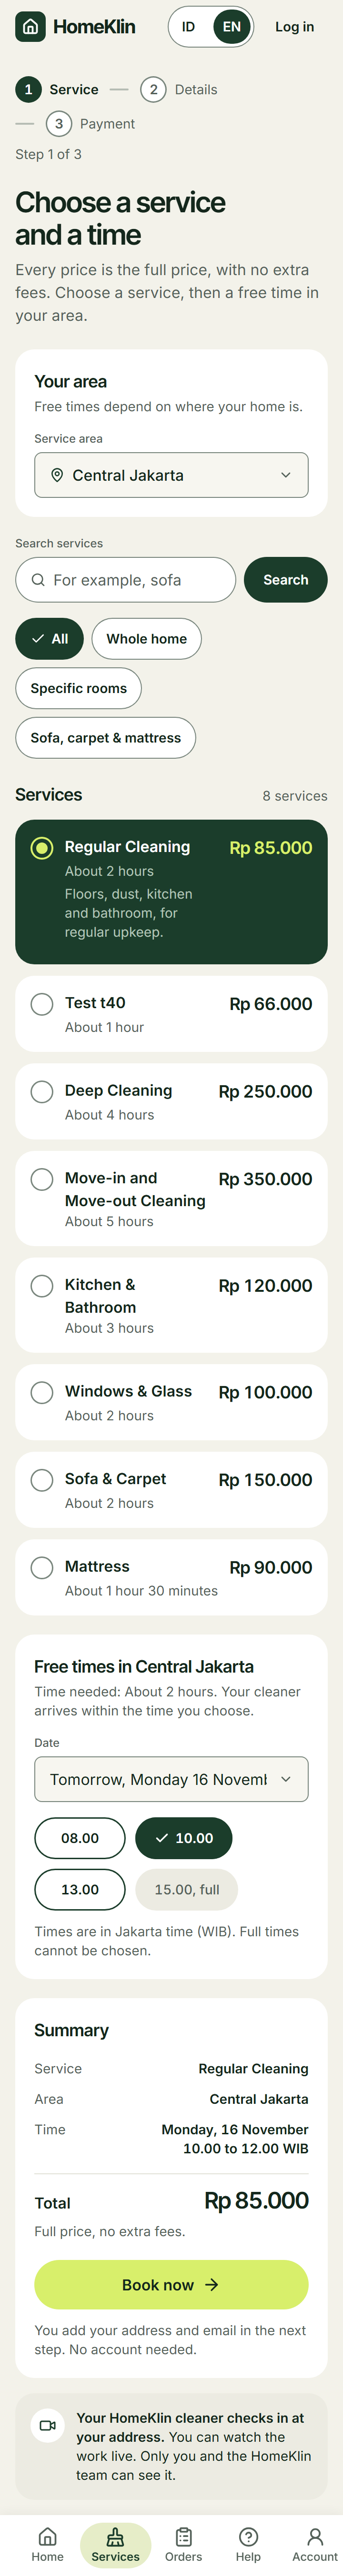 HomeKlin
ID EN Log in
1 Service 2 Details
3 Payment
Step 1 of 3
Choose a service
and a time
Every price is the full price, with no extra
fees. Choose a service, then a free time in
your area.
Your area
Free times depend on where your home is.
Service area
Central Jakarta
Search services
For example, sofa
Search
All Whole home
Specific rooms
Sofa, carpet & mattress
Services 8 services
Regular Cleaning Rp 85.000
About 2 hours
Floors, dust, kitchen
and bathroom, for
regular upkeep.
Test t40 Rp 66.000
About 1 hour
Deep Cleaning Rp 250.000
About 4 hours
Move-in and Rp 350.000
Move-out Cleaning
About 5 hours
Kitchen & Rp 120.000
Bathroom
About 3 hours
Windows & Glass Rp 100.000
About 2 hours
Sofa & Carpet Rp 150.000
About 2 hours
Mattress Rp 90.000
About 1 hour 30 minutes
Free times in Central Jakarta
Time needed: About 2 hours. Your cleaner
arrives within the time you choose.
Date
Tomorrow, Monday 16 Novemb
08.00 10.00
13.00 15.00, full
Times are in Jakarta time (WIB). Full times
cannot be chosen.
Summary
Service Regular Cleaning
Area Central Jakarta
Time Monday, 16 November
10.00 to 12.00 WIB
Total Rp 85.000
Full price, no extra fees.
Book now
You add your address and email in the next
step. No account needed.
Your HomeKlin cleaner checks in at
your address. You can watch the
work live. Only you and the HomeKlin
team can see it.
Home Services Orders Help Account